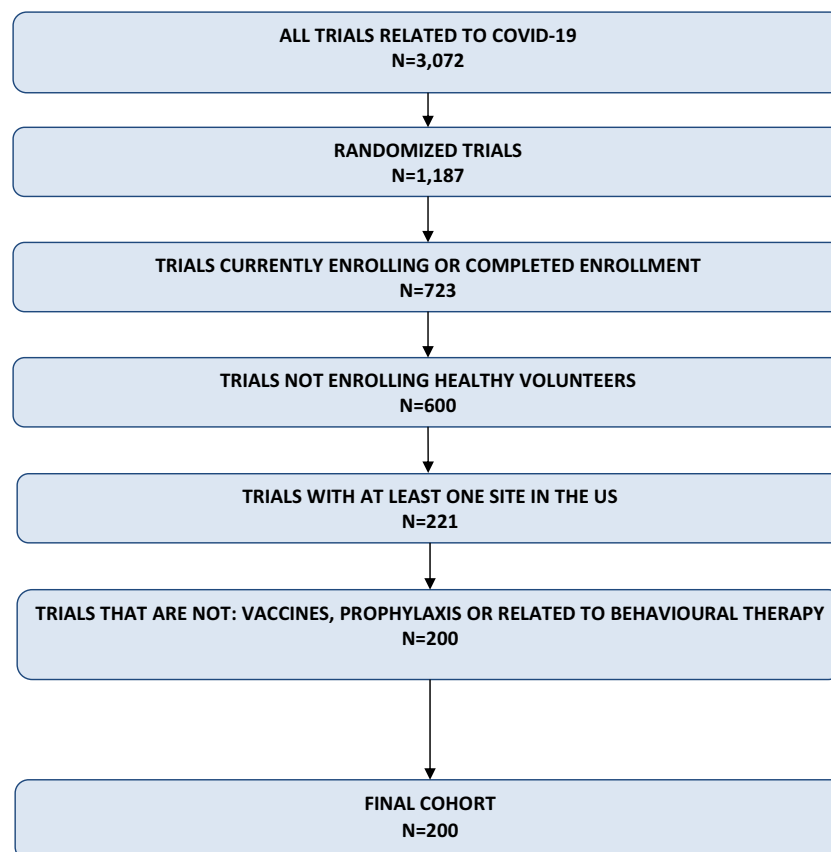 ALL TRIALS RELATED TO COVID-19
N=3,072
RANDOMIZED TRIALS
N=1,187
TRIALS CURRENTLY ENROLLING OR COMPLETED ENROLLMENT
N=723
TRIALS NOT ENROLLING HEALTHY VOLUNTEERS
N=600
TRIALS WITH AT LEAST ONE SITE IN THE US
N=221
TRIALS THAT ARE NOT: VACCINES, PROPHYLAXIS OR RELATED TO BEHAVIOURAL THERAPY
N=200
FINAL COHORT
N=200